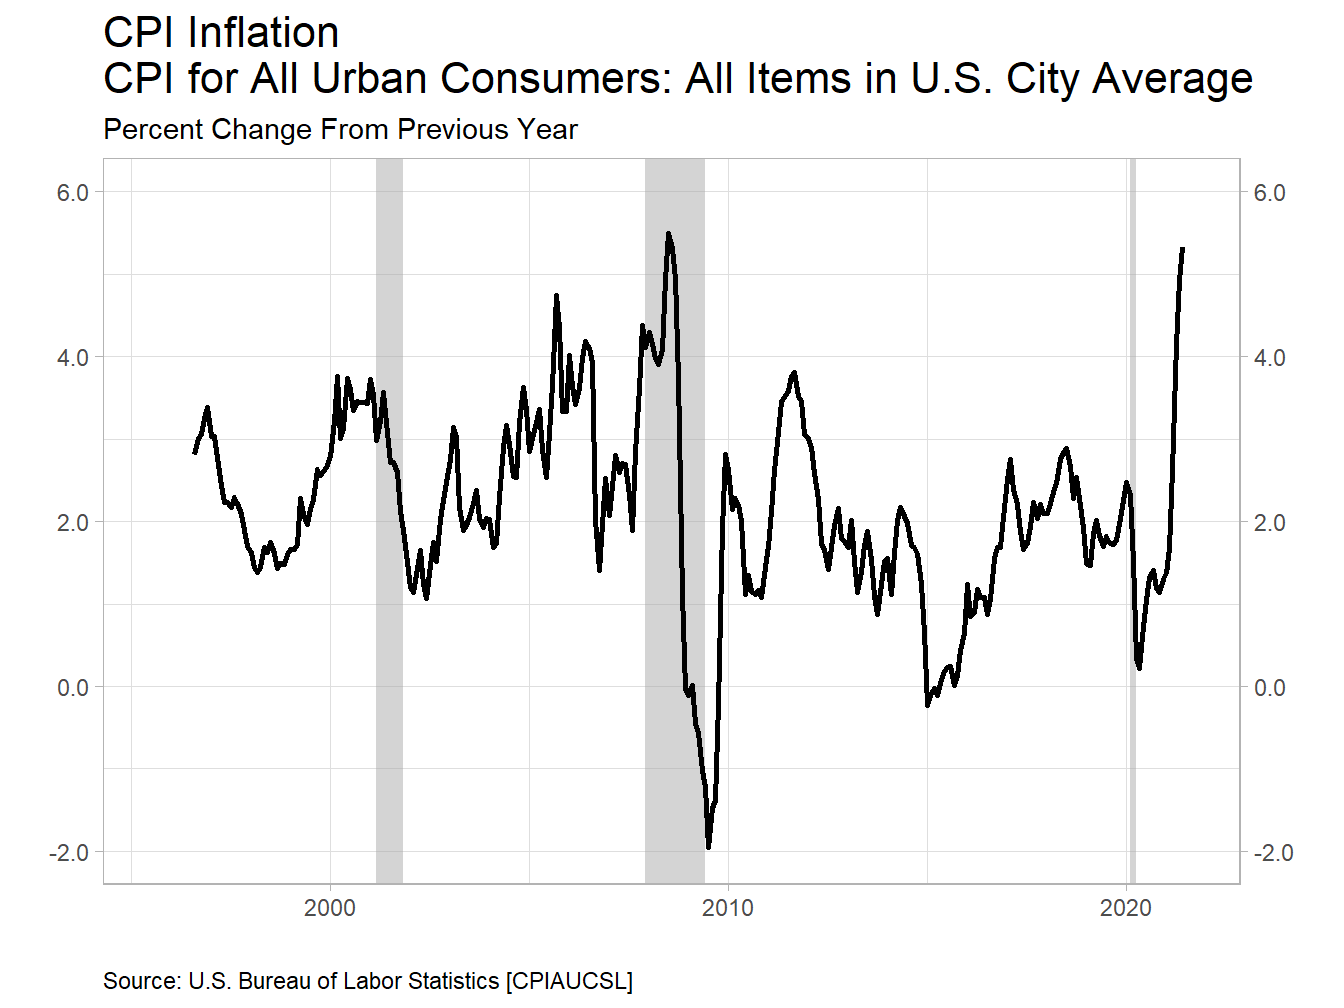 CPI Inflation
CPI for All Urban Consumers: All Items in U.S. City Average
Percent Change From Previous Year
6.0 6.0
4.0 4.0
2.0 2.0
0.0 0.0
-2.0 -2.0
2000 2010 2020
Source: U.S. Bureau of Labor Statistics [CPIAUCSL]